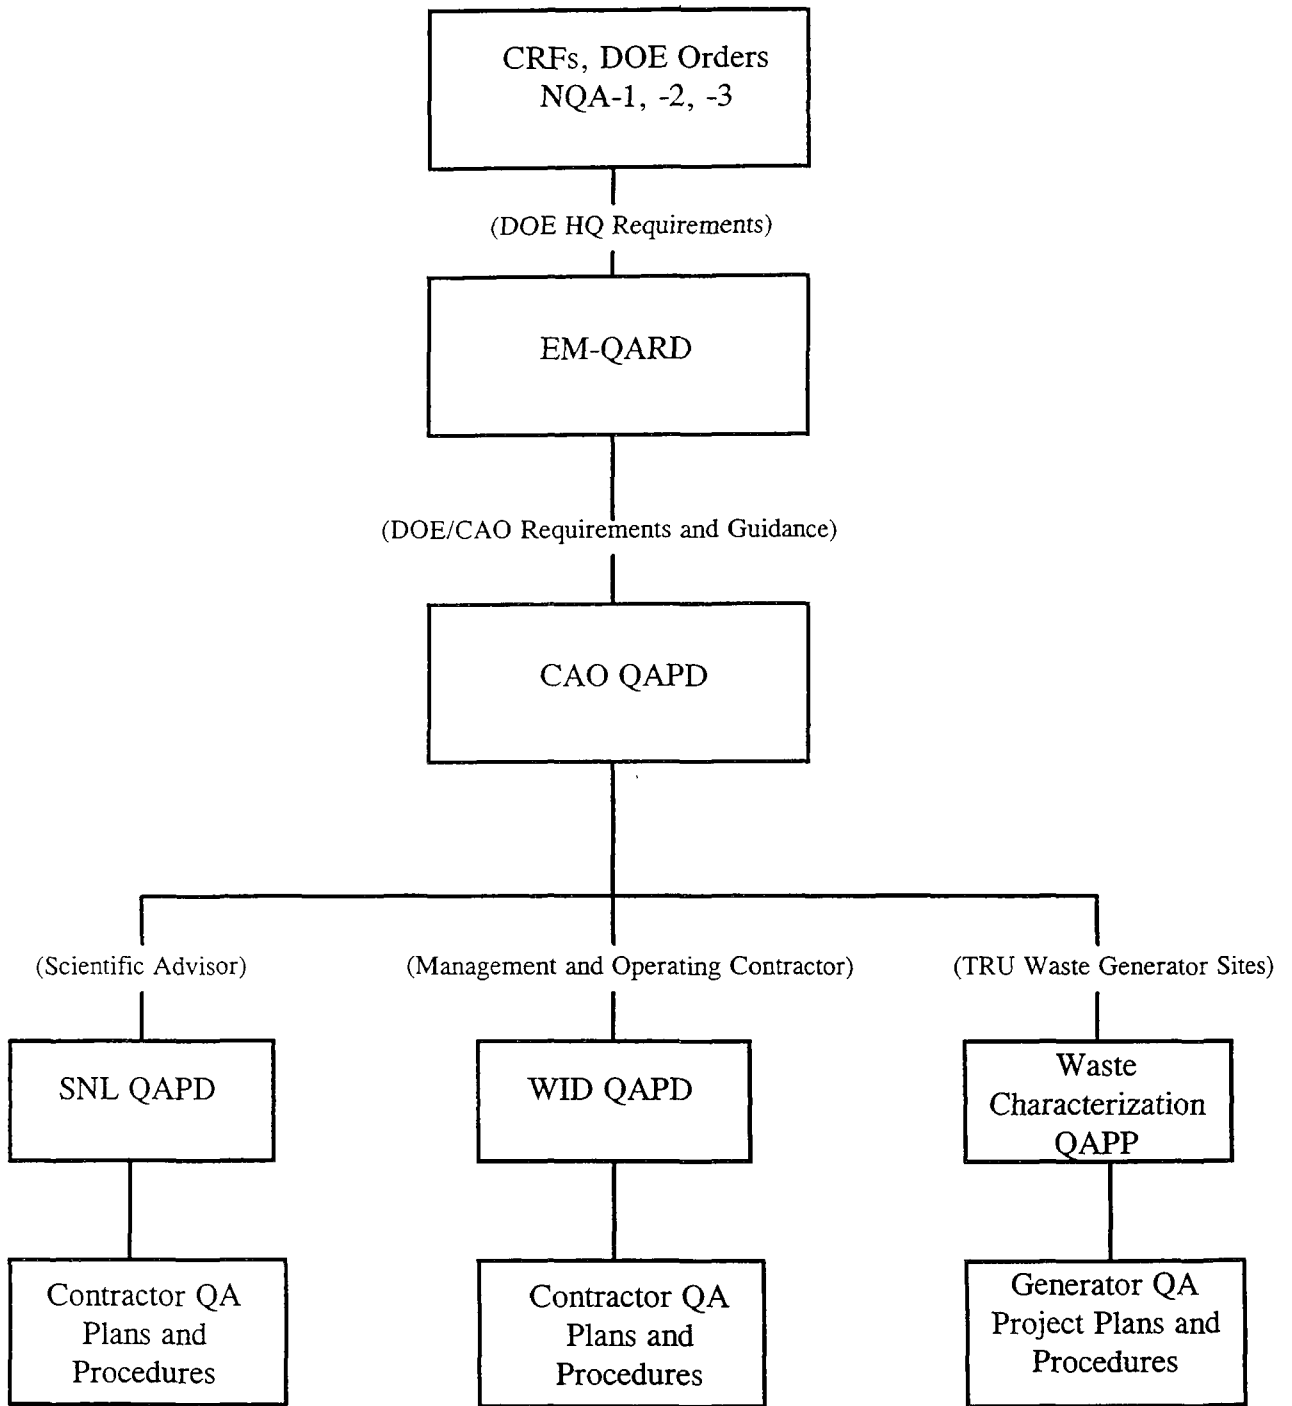 CRFs, DOE Orders
NQA-1, -2, -3
(DOE HQ Requirements)
EM-QARD
(DOE/CAO Requirements and Guidance)
CAO QAPD
(Scientific Advisor)
(Management and Operating Contractor)
(TRU Waste Generator Sites)
SNL QAPD
WID QAPD
Waste
Characterization
QAPP
Contractor QA
Plans and
Procedures
Contractor QA
Plans and
Procedures
Generator QA
Project Plans and
Procedures